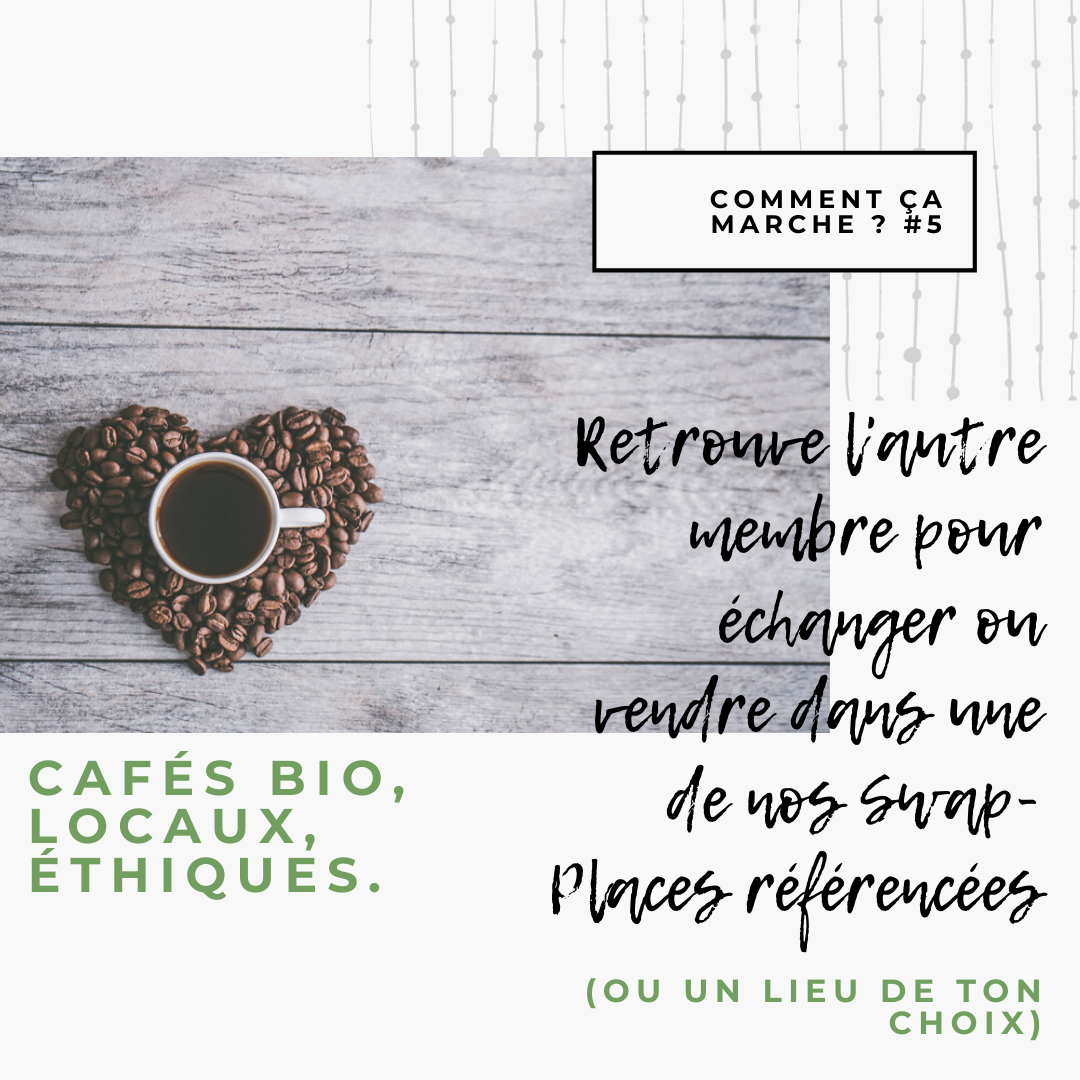 COMMENT ÇA
MARCHE ? #5
Retrouve l'autre
membre pour
échanger ou
vendre dans une
de nos swap-
Places référencées
CAFÉS BIO,
LOCAUX,
ÉTHIQUES.
(OU UN LIEU DE TON
CHOIX)